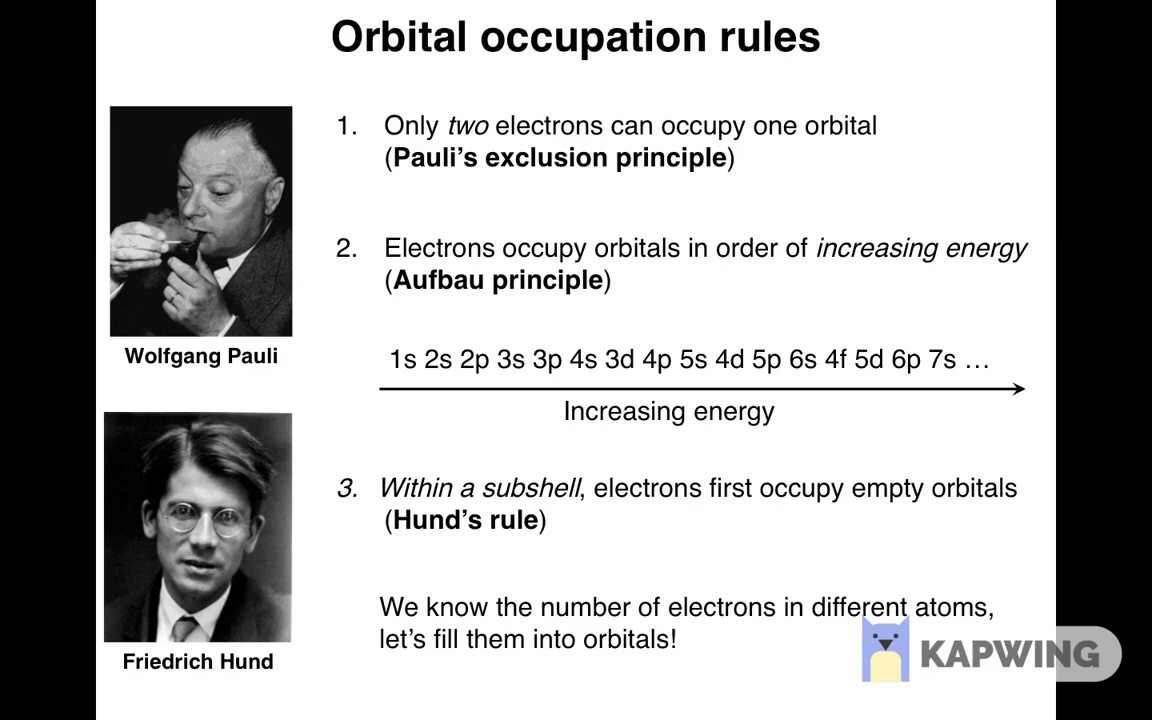 Orbital occupation rules
1. Only two electrons can occupy one orbital
(Pauli's exclusion principle)
2. Electrons occupy orbitals in order of increasing energy
(Aufbau principle)
Wolfgang Pauli
1s 2s 2p 3s 3p 4s 3d 4p 5s 4d 5p 6s 4f 5d 6p 7s …
Increasing energy
3. Within a subshell, electrons first occupy empty orbitals
(Hund's rule)
We know the number of electrons in different atoms,
let's fill them into orbitals!
Friedrich Hund
KAPWING